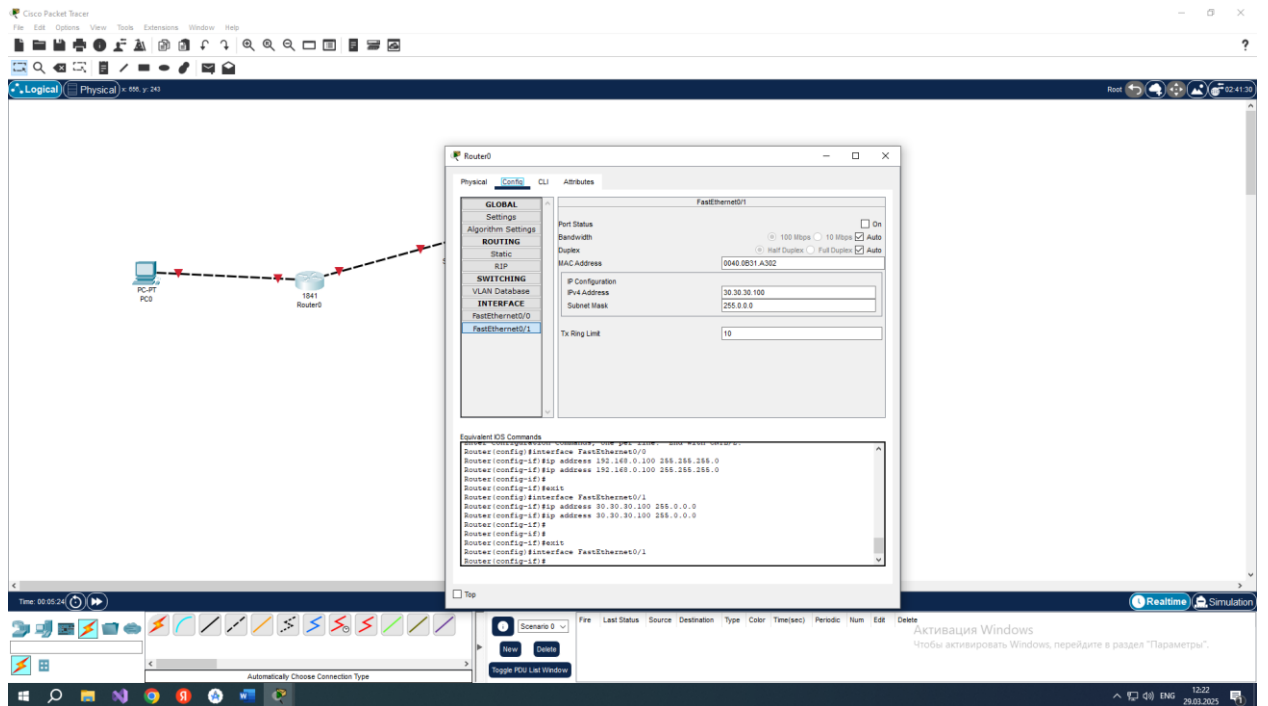 Cisco Packet Tracer
File Edit Options View Tools Extensions Window Help
?
Logical Physical x: 666, y: 243 Root 02:41:30
Router0
Physical Config CLI Attributes
GLOBAL
Settings
Algorithm Settings
ROUTING
Static
RIP
SWITCHING
VLAN Database
INTERFACE
FastEthernet0/0
FastEthernet0/1
FastEthernet0/1
Port Status On
Bandwidth 100 Mbps 10 Mbps Auto
Duplex Half Duplex Full Duplex Auto
MAC Address 0040.0B31.A302
IP Configuration
IPv4 Address 30.30.30.100
Subnet Mask 255.0.0.0
Tx Ring Limit 10
PC-PT
PC0
1841
Router0
Equivalent IOS Commands
Enter configuration commands, one per line. End with CNTL/Z.
Router(config)#interface FastEthernet0/0
Router(config-if)#ip address 192.168.0.100 255.255.255.0
Router(config-if)#ip address 192.168.0.100 255.255.255.0
Router(config-if)#
Router(config-if)#exit
Router(config)#interface FastEthernet0/1
Router(config-if)#ip address 30.30.30.100 255.0.0.0
Router(config-if)#ip address 30.30.30.100 255.0.0.0
Router(config-if)#
Router(config-if)#
Router(config-if)#exit
Router(config)#interface FastEthernet0/1
Router(config-if)#
Top
Time: 00:05:24 Realtime Simulation
Scenario 0
New Delete
Toggle PDU List Window
Fire Last Status Source Destination Type Color Time(sec) Periodic Num Edit Delete
Активация Windows
Чтобы активировать Windows, перейдите в раздел "Параметры".
Automatically Choose Connection Type
ENG 12:22
29.03.2025